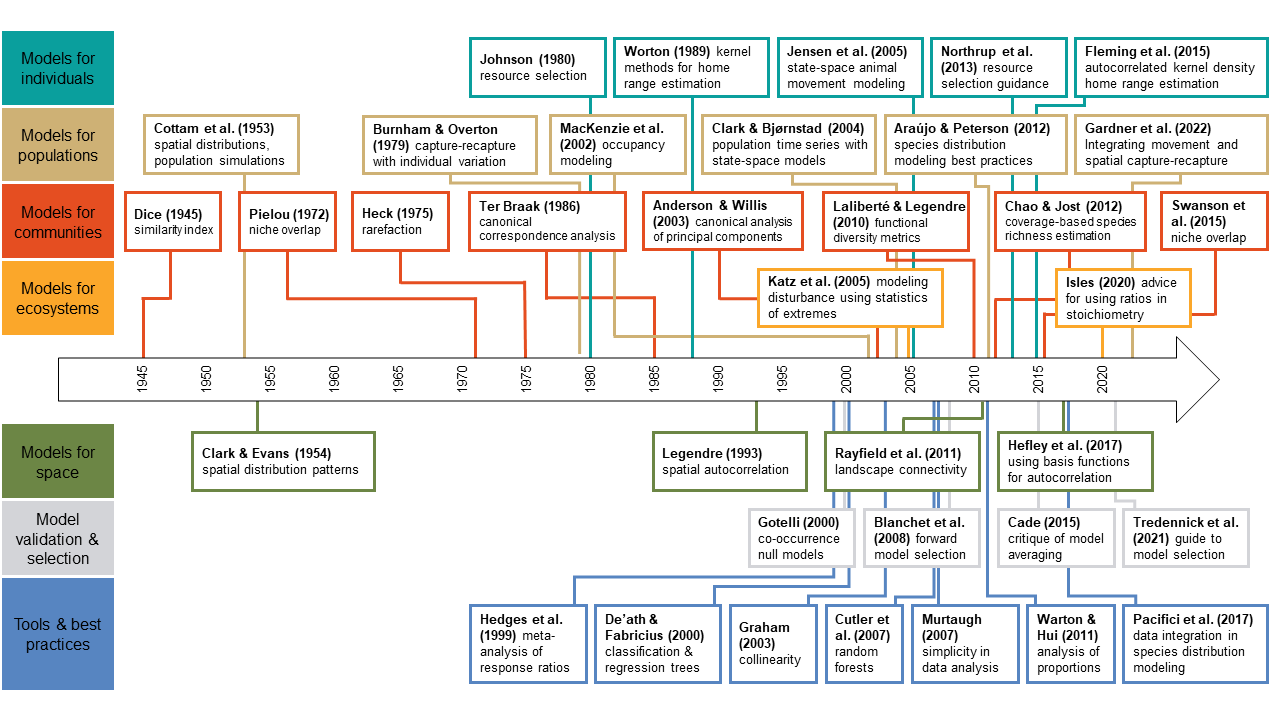 Models for
individuals
Johnson (1980)
resource selection
Worton (1989) kernel
methods for home
range estimation
Jensen et al. (2005)
state-space animal
movement modeling
Northrup et al.
(2013) resource
selection guidance
Fleming et al. (2015)
autocorrelated kernel density
home range estimation
Models for
populations
Cottam et al. (1953)
spatial distributions,
population simulations
Burnham & Overton
(1979) capture-recapture
with individual variation
MacKenzie et al.
(2002) occupancy
modeling
Clark & Bjørnstad (2004)
population time series with
state-space models
Araújo & Peterson (2012)
species distribution
modeling best practices
Gardner et al. (2022)
Integrating movement and
spatial capture-recapture
Models for
communities
Dice (1945)
similarity index
Pielou (1972)
niche overlap
Heck (1975)
rarefaction
Ter Braak (1986)
canonical
correspondence analysis
Anderson & Willis
(2003) canonical analysis
of principal components
Laliberté & Legendre
(2010) functional
diversity metrics
Chao & Jost (2012)
coverage-based species
richness estimation
Swanson et
al. (2015)
niche overlap
Models for
ecosystems
Katz et al. (2005) modeling
disturbance using statistics
of extremes
Isles (2020) advice
for using ratios in
stoichiometry
1945
1950
1955
1960
1965
1970
1975
1980
1985
1990
1995
2000
2005
2010
2015
2020
Models for
space
Clark & Evans (1954)
spatial distribution patterns
Legendre (1993)
spatial autocorrelation
Rayfield et al. (2011)
landscape connectivity
Hefley et al. (2017)
using basis functions
for autocorrelation
Model
validation &
selection
Gotelli (2000)
co-occurrence
null models
Blanchet et al.
(2008) forward
model selection
Cade (2015)
critique of model
averaging
Tredennick et al.
(2021) guide to
model selection
Tools & best
practices
Hedges et al.
(1999) meta-
analysis of
response ratios
De'ath &
Fabricius (2000)
classification &
regression trees
Graham
(2003)
collinearity
Cutler et
al. (2007)
random
forests
Murtaugh
(2007)
simplicity in
data analysis
Warton &
Hui (2011)
analysis of
proportions
Pacifici et al. (2017)
data integration in
species distribution
modeling